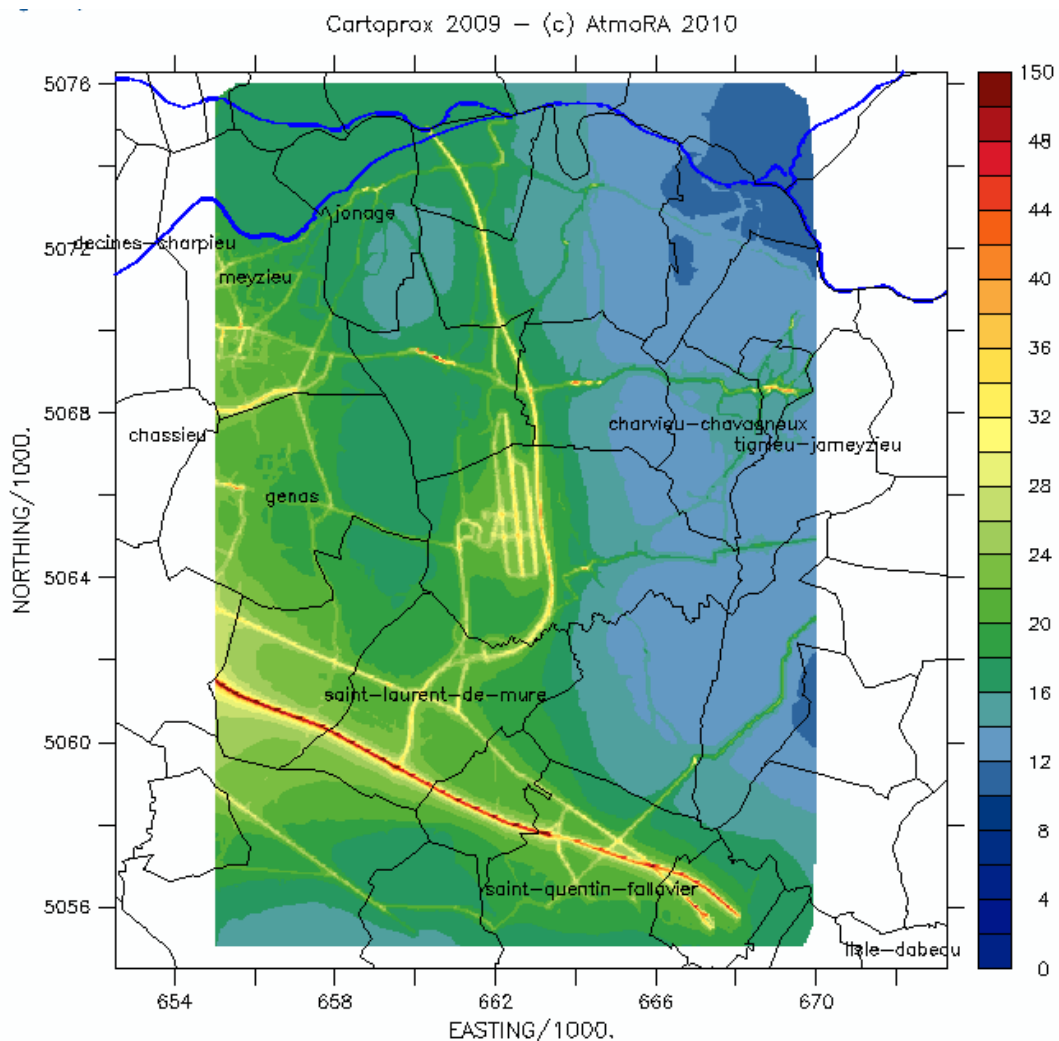 Cartoprox 2009 – (c) AtmoRA 2010
5076
5072
5068
5064
5060
5056
NORTHING/1000.
jonage
decines–charpieu
meyzieu
chassieu
charvieu–chavagneux
tignieu–jameyzieu
genas
saint–laurent–de–mure
saint–quentin–fallavier
lisle–dabeau
654
658
662
666
670
EASTING/1000.
150
48
44
40
36
32
28
24
20
16
12
8
4
0